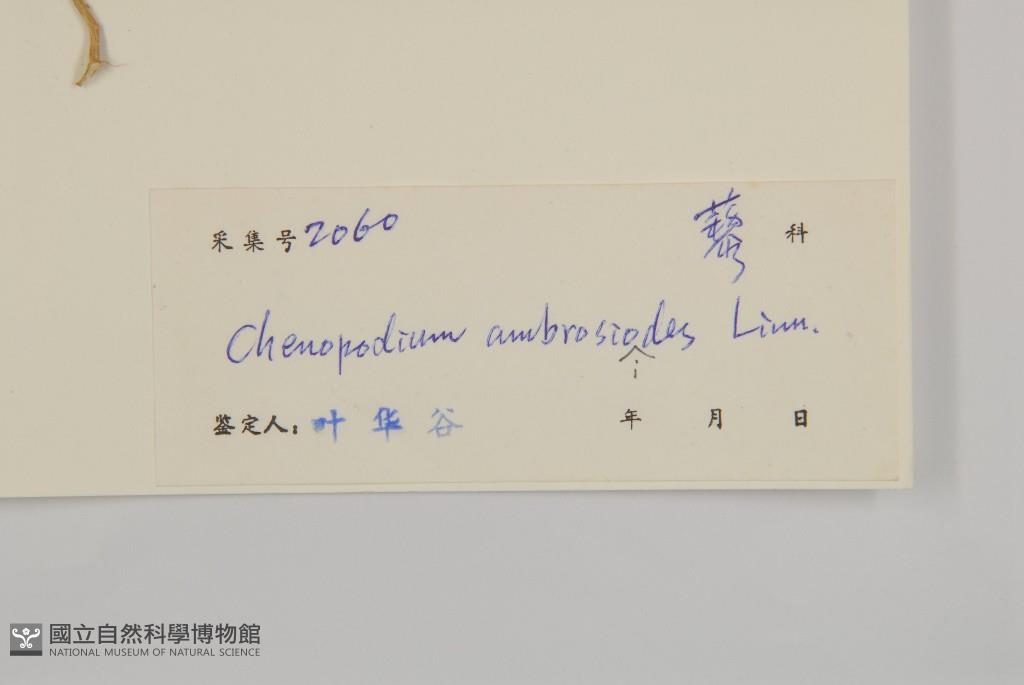 采集号 2060 藜 科
Chenopodium ambrosiodes Linn.
i
鉴定人: 叶华谷 年 月 日
國立自然科學博物館
NATIONAL MUSEUM OF NATURAL SCIENCE